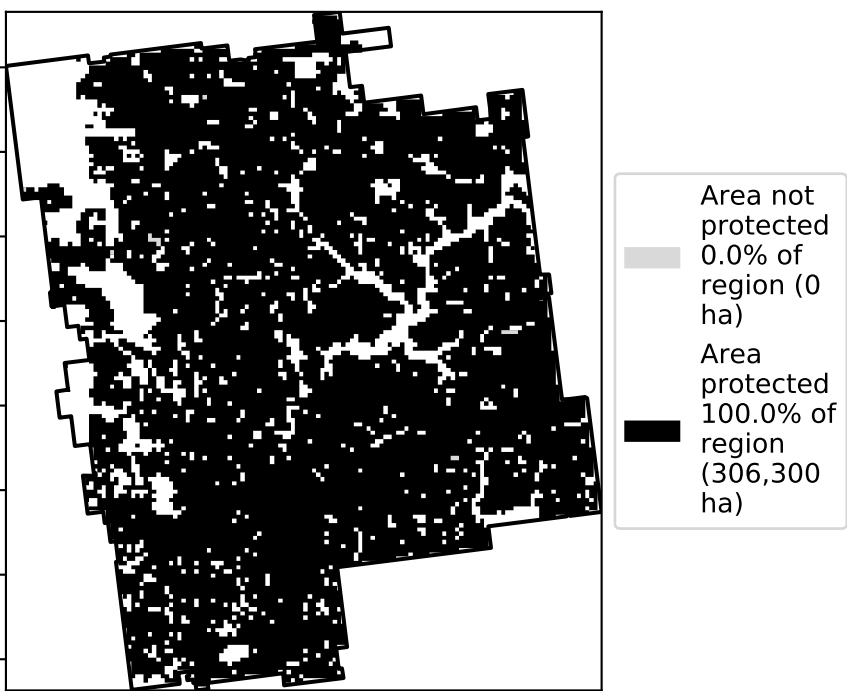 Area not
protected
0.0% of
region (0
ha)
Area
protected
100.0% of
region
(306,300
ha)